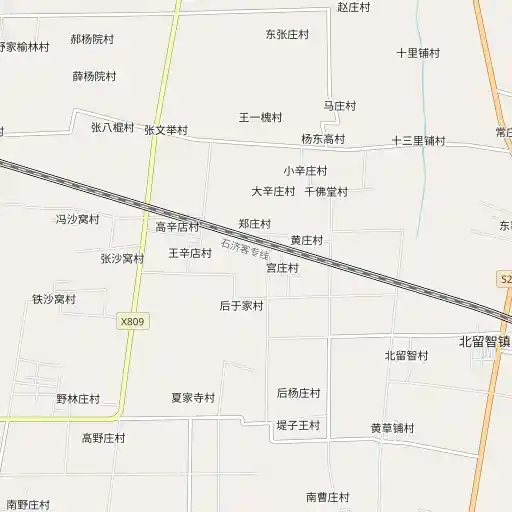 赵庄村
东张庄村
郝杨院村
野家榆林村
十里铺村
薛杨院村
马庄村
王一槐村
张八棍村
张文举村
村
常庄
杨东高村
十三里铺村
小辛庄村
大辛庄村
千佛堂村
冯沙窝村
高辛店村
郑庄村
黄庄村
石济客专线
王辛店村
张沙窝村
宫庄村
S2
铁沙窝村
后于家村
X809
北留智镇
北留智村
后杨庄村
夏家寺村
野林庄村
堤子王村
黄草铺村
高野庄村
南曹庄村
南野庄村